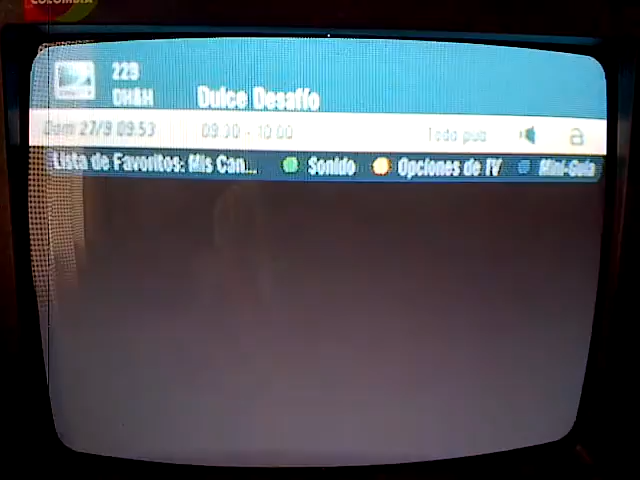 COLOMBIA
229
DH&H
Dulce Desafío
Dom 27/9 09:53
09:30 - 10:00
Todo púb
Lista de Favoritos: Mis Can...
Sonido
Opciones de TV
Mini-Guía